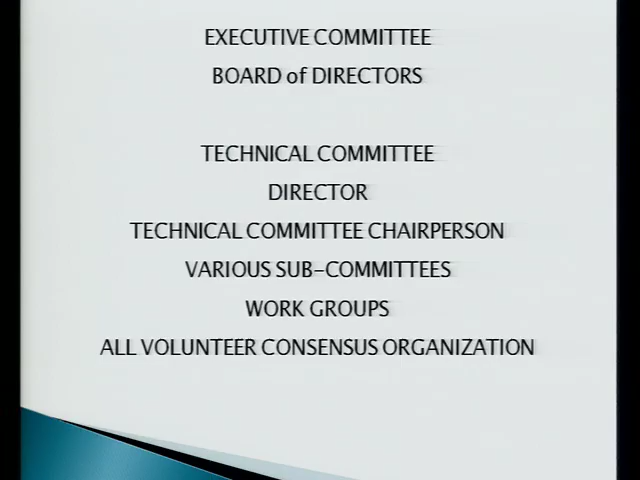 EXECUTIVE COMMITTEE
BOARD of DIRECTORS
TECHNICAL COMMITTEE
DIRECTOR
TECHNICAL COMMITTEE CHAIRPERSON
VARIOUS SUB-COMMITTEES
WORK GROUPS
ALL VOLUNTEER CONSENSUS ORGANIZATION